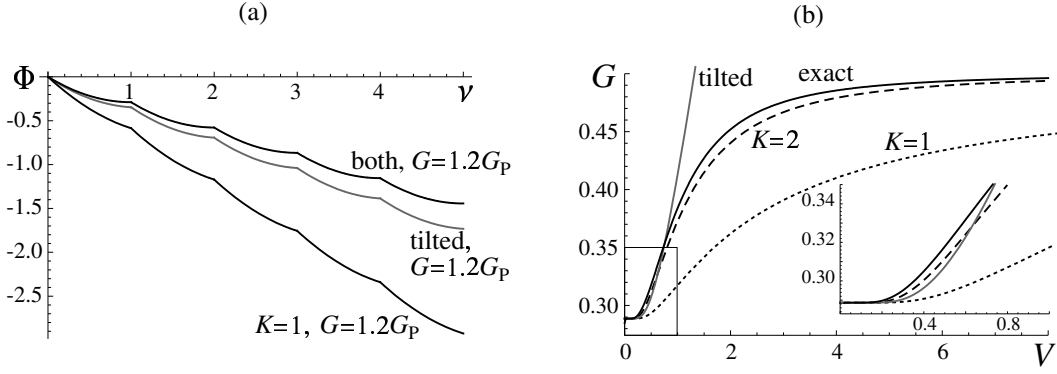 (a)
Φ
1 2 3 4 ν
-0.5
-1.0
-1.5
-2.0
-2.5
both, G=1.2G_P
tilted,
G=1.2G_P
K=1, G=1.2G_P
(b)
G
tilted
exact
0.45
K=2
K=1
0.40
0.35
0.30
0.34
0.32
0.30
0.4 0.8
0 2 4 6 V